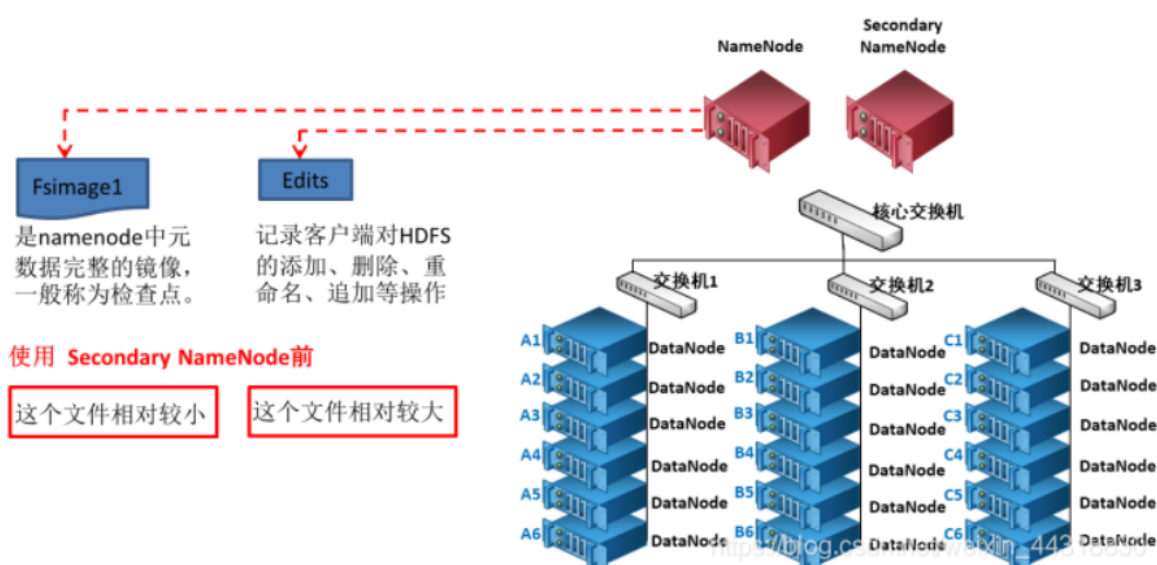 NameNode
Secondary
NameNode
Fsimage1
Edits
是namenode中元
数据完整的镜像，
一般称为检查点。
记录客户端对HDFS
的添加、删除、重
命名、追加等操作
使用 Secondary NameNode前
这个文件相对较小
这个文件相对较大
核心交换机
交换机1
交换机2
交换机3
A1
DataNode
B1
DataNode
C1
DataNode
A2
DataNode
B2
DataNode
C2
DataNode
A3
DataNode
B3
DataNode
C3
DataNode
A4
DataNode
B4
DataNode
C4
DataNode
A5
DataNode
B5
DataNode
C5
DataNode
A6
DataNode
B6
DataNode
C6
DataNode
https://blog.csdn.net/weixin_44318830